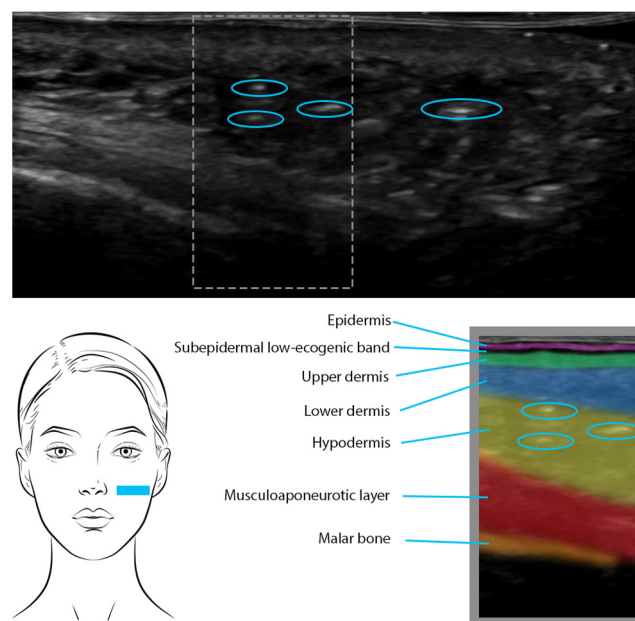 Epidermis
Subepidermal low-ecogenic band
Upper dermis
Lower dermis
Hypodermis
Musculoaponeurotic layer
Malar bone